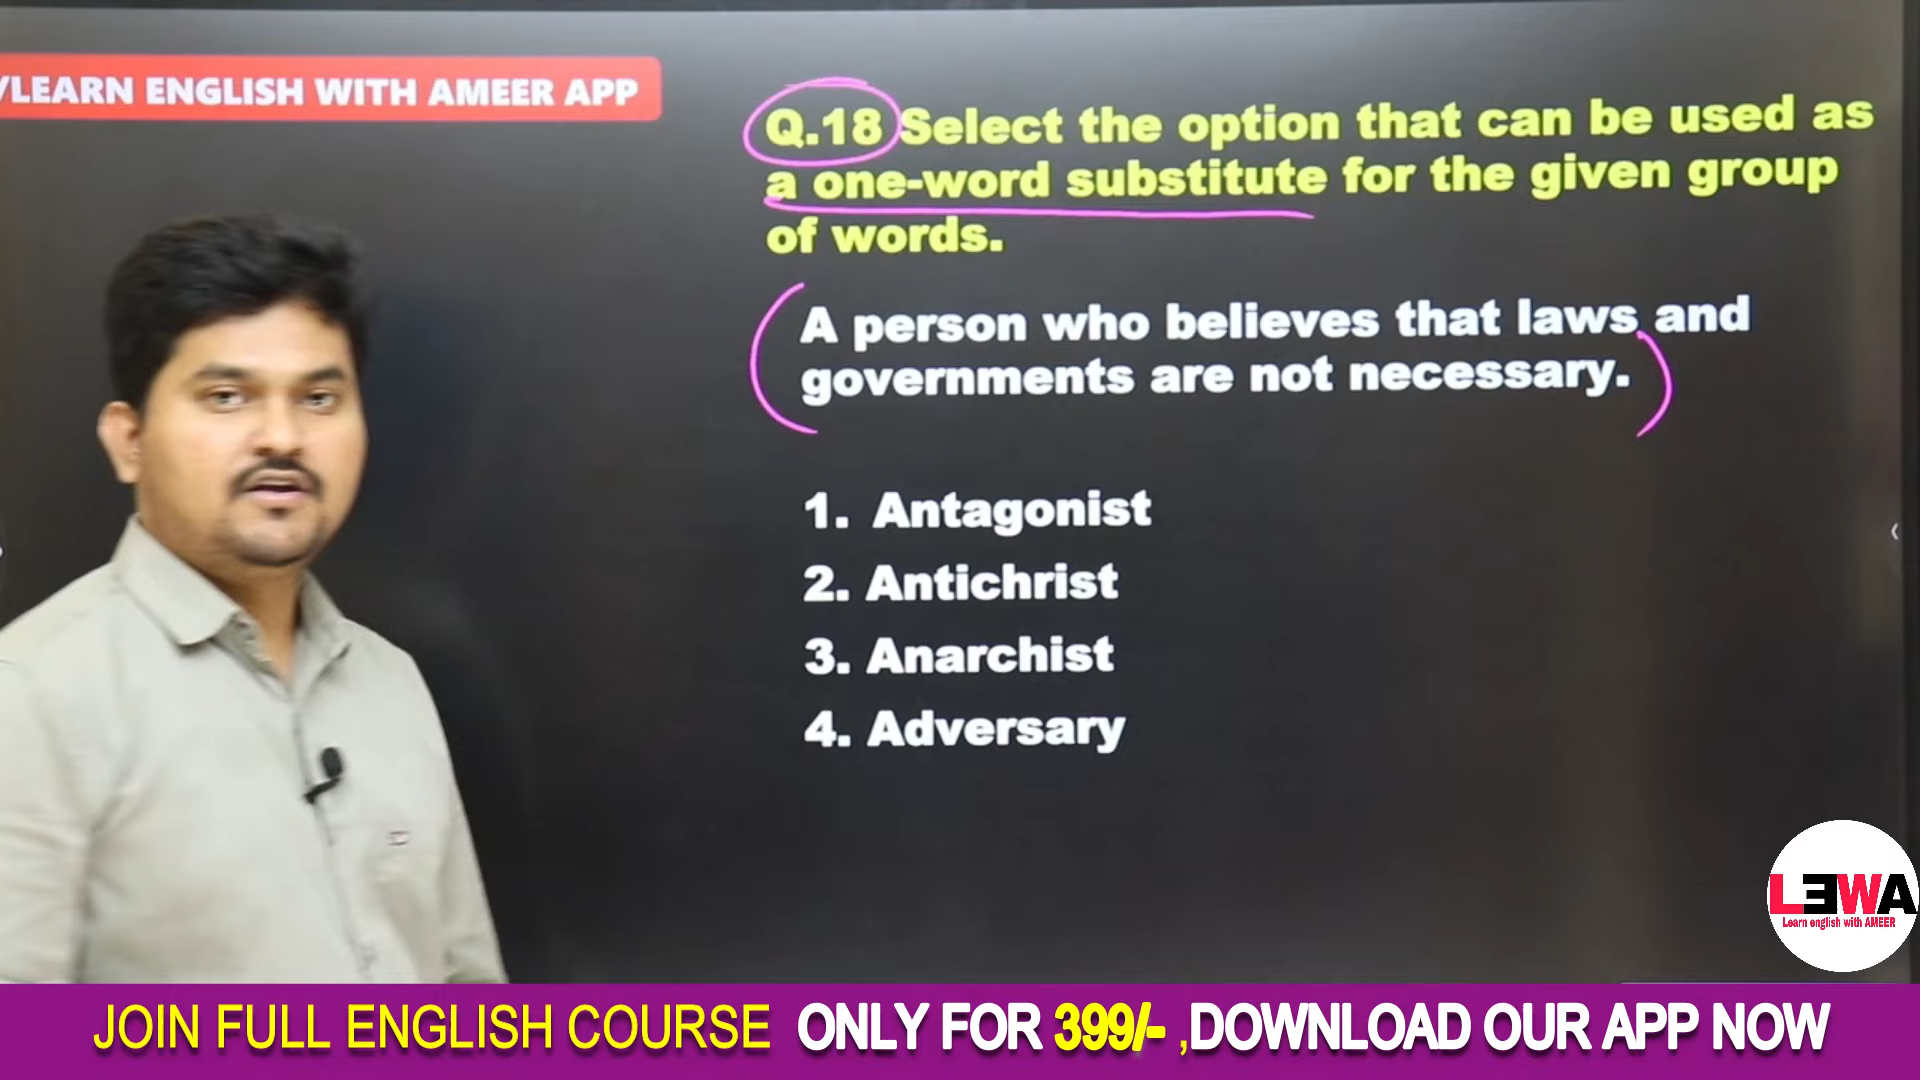 /LEARN ENGLISH WITH AMEER APP
Q.18 Select the option that can be used as
a one-word substitute for the given group
of words.
A person who believes that laws and
governments are not necessary.
1. Antagonist
2. Antichrist
3. Anarchist
4. Adversary
LEWA
Learn english with AMEER
JOIN FULL ENGLISH COURSE ONLY FOR 399/- ,DOWNLOAD OUR APP NOW